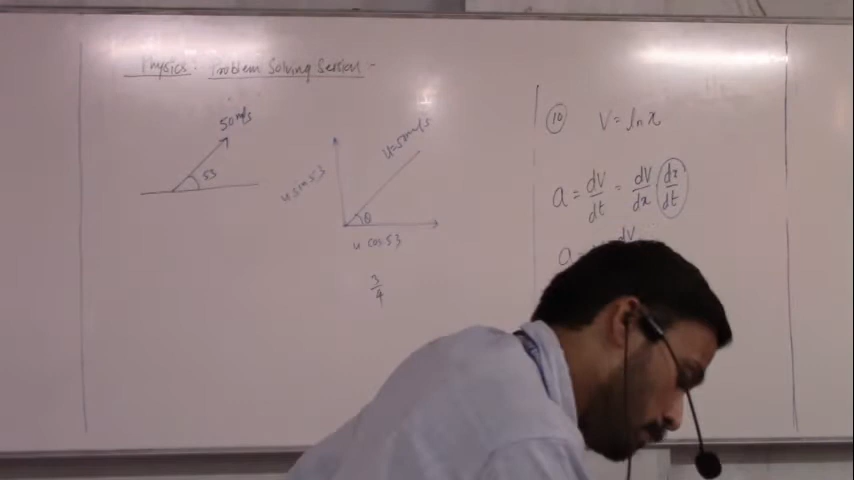 Physics: Problem Solving Session :-
50 m/s
53
u sin 53
u=50 m/s
θ
u cos 53
3/4
10 V = ln x
a = dV/dt = dV/dx dx/dt
a dV